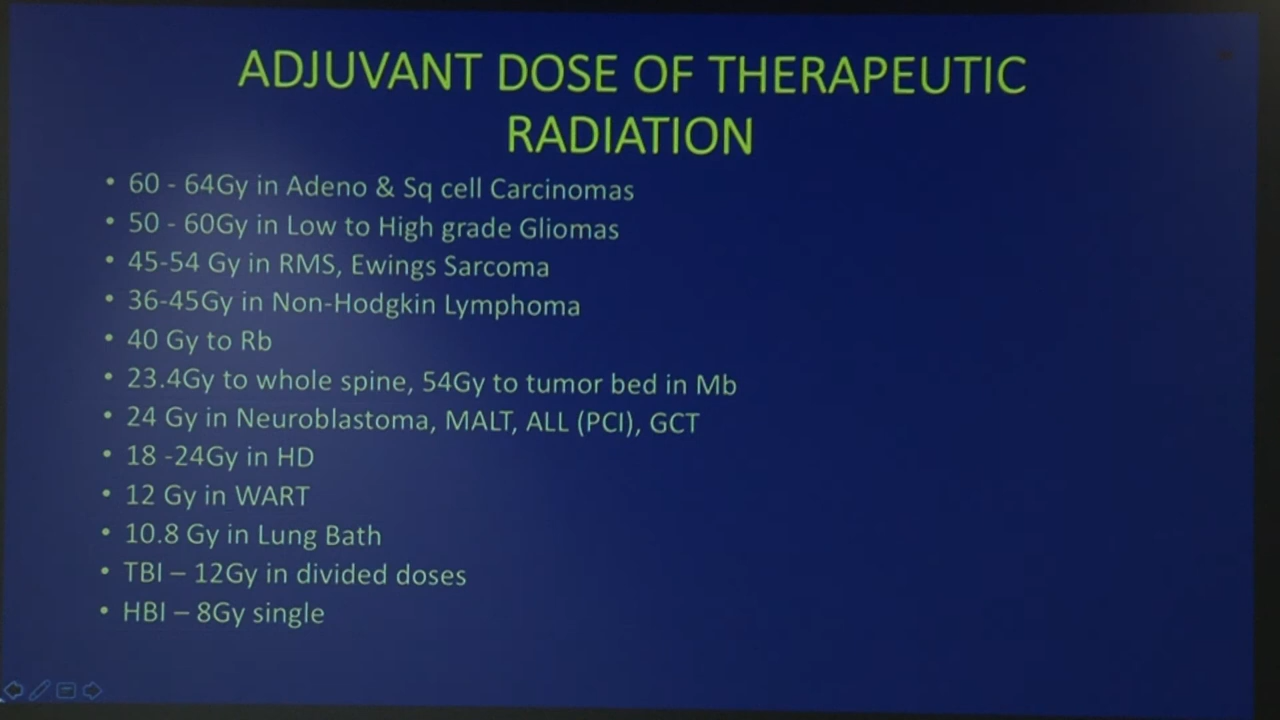 ADJUVANT DOSE OF THERAPEUTIC
RADIATION
• 60 - 64Gy in Adeno & Sq cell Carcinomas
• 50 - 60Gy in Low to High grade Gliomas
• 45-54 Gy in RMS, Ewings Sarcoma
• 36-45Gy in Non-Hodgkin Lymphoma
• 40 Gy to Rb
• 23.4Gy to whole spine, 54Gy to tumor bed in Mb
• 24 Gy in Neuroblastoma, MALT, ALL (PCI), GCT
• 18 -24Gy in HD
• 12 Gy in WART
• 10.8 Gy in Lung Bath
• TBI – 12Gy in divided doses
• HBI – 8Gy single